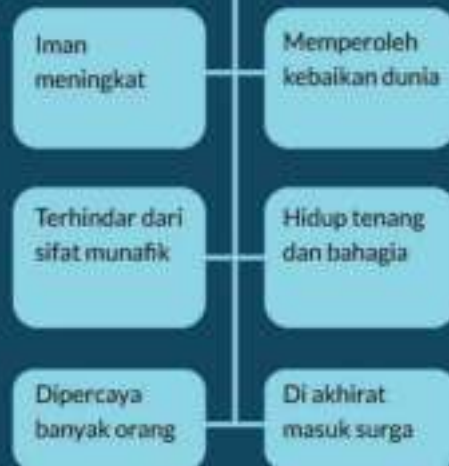 Iman
meningkat
Memperoleh
kebaikan dunia
Terhindar dari
sifat munafik
Hidup tenang
dan bahagia
Dipercaya
banyak orang
Di akhirat
masuk surga